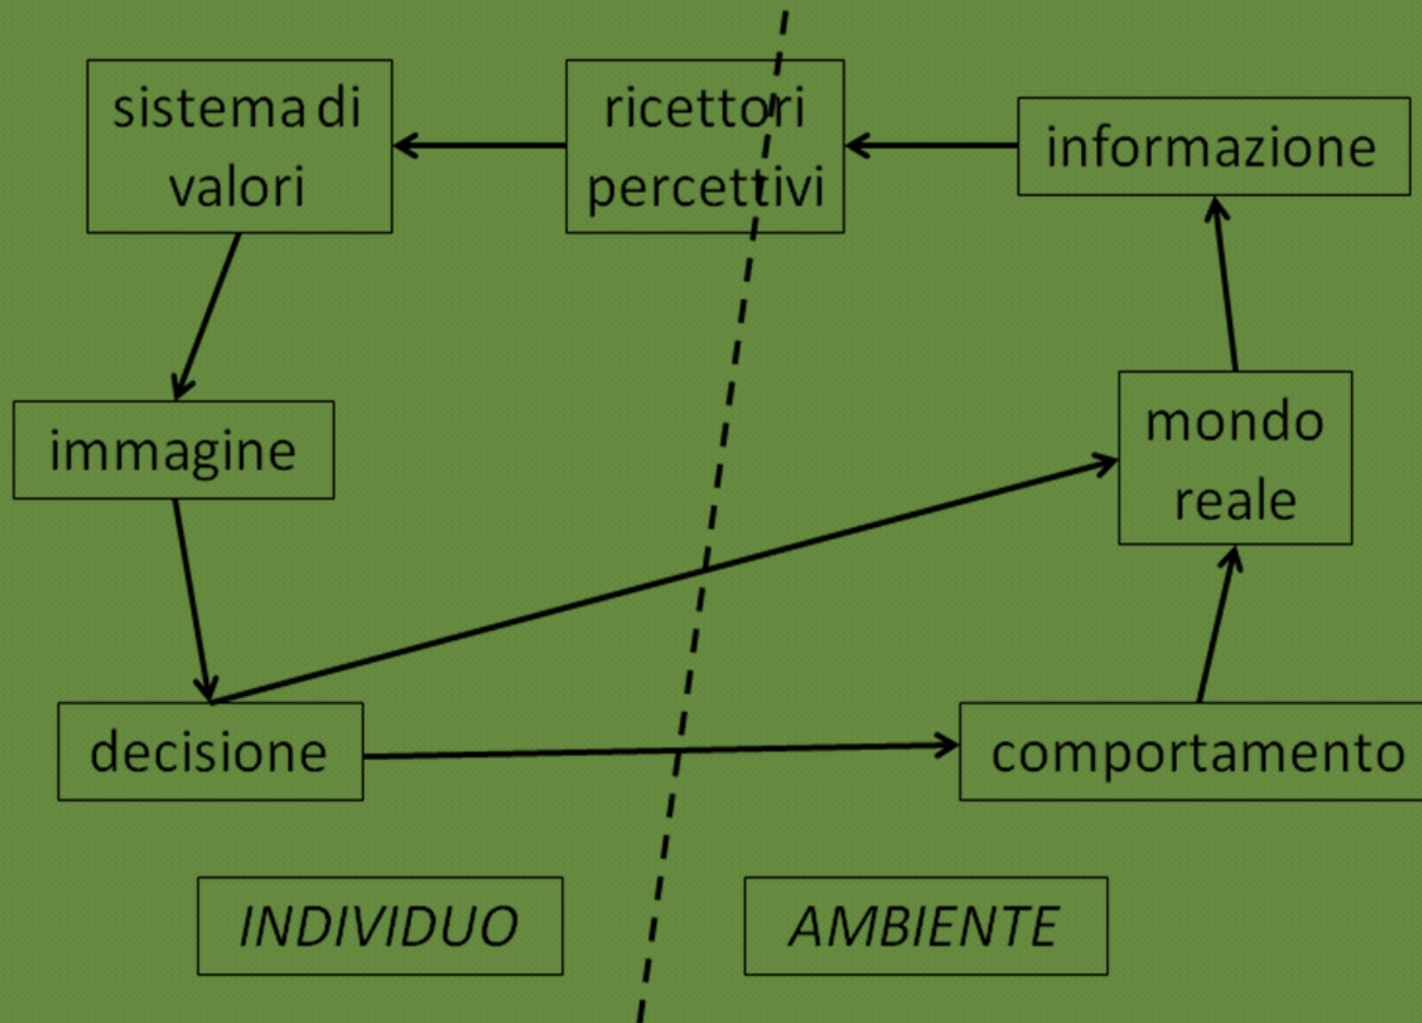 sistema di
valori
ricettori
percettivi
informazione
immagine
mondo
reale
decisione
comportamento
INDIVIDUO
AMBIENTE